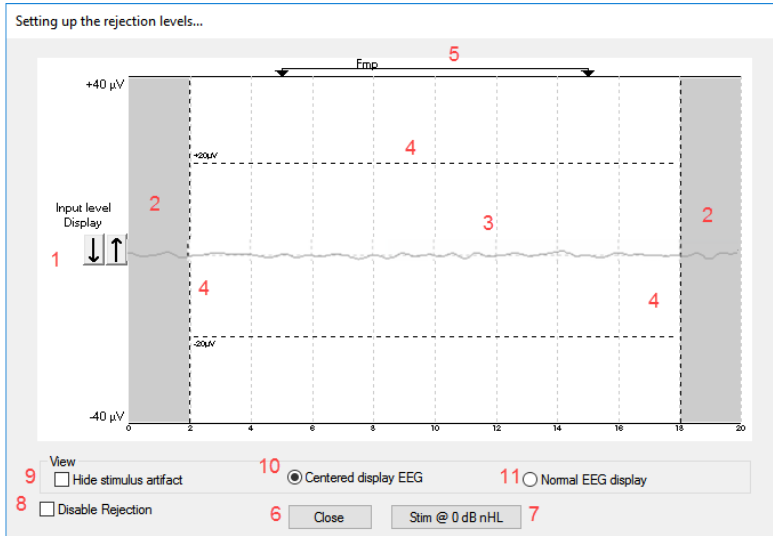 Setting up the rejection levels...
5
Fmp
+40 µV
4
+20µV
2
2
Input level
Display
3
1
4
4
-20µV
-40 µV
0 2 4 6 8 10 12 14 16 18 20
View
9 Hide stimulus artifact
10 Centered display EEG
11 Normal EEG display
8 Disable Rejection
6 Close
Stim @ 0 dB nHL 7